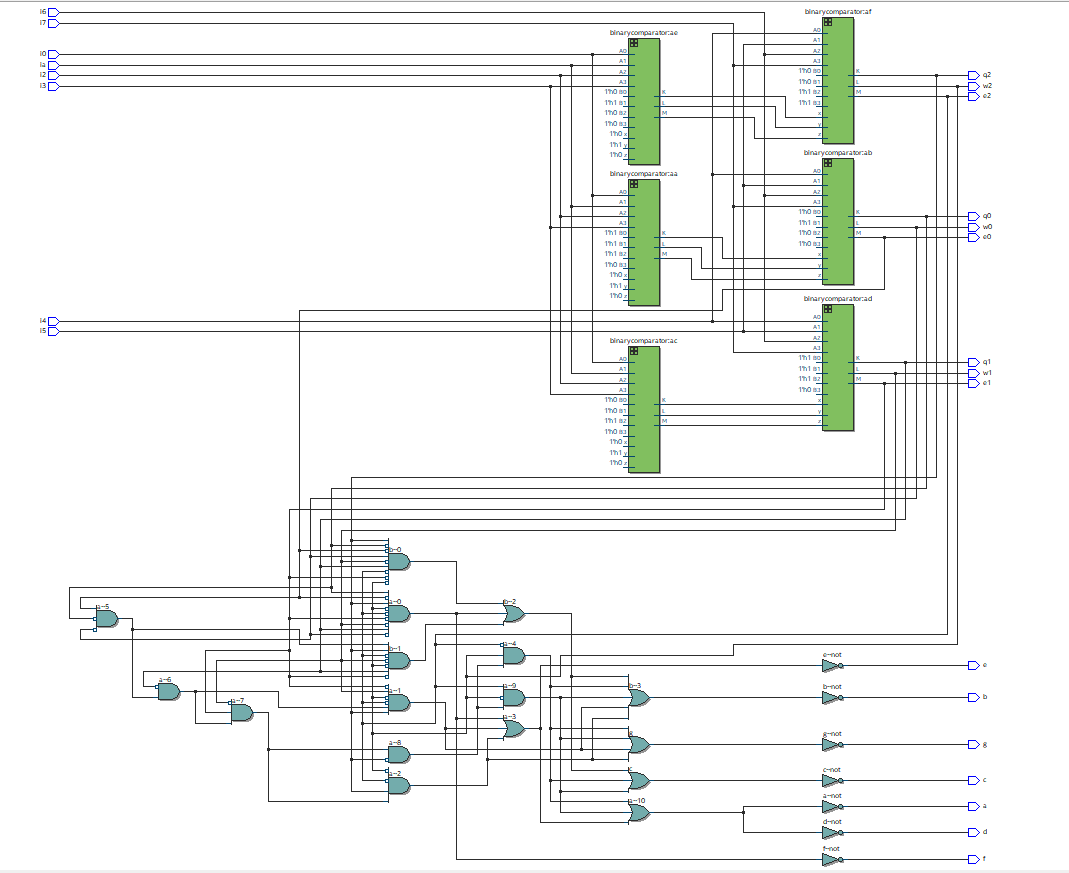 i6
i7
i0
ia
i2
i3
binarycomparator:ae
A0
A1
A2
A3
1'h0 B0
1'h1 B1
1'h0 B2
1'h0 B3
1'h0 x
1'h1 y
1'h0 z
K
L
M
binarycomparator:af
A0
A1
A2
A3
1'h0 B0
1'h1 B1
1'h0 B2
1'h1 B3
x
y
z
K
L
M
q2
w2
e2
binarycomparator:aa
A0
A1
A2
A3
1'h1 B0
1'h1 B1
1'h1 B2
1'h0 B3
1'h0 x
1'h1 y
1'h0 z
K
L
M
binarycomparator:ab
A0
A1
A2
A3
1'h0 B0
1'h1 B1
1'h0 B2
1'h0 B3
x
y
z
K
L
M
q0
w0
e0
i4
i5
binarycomparator:ac
A0
A1
A2
A3
1'h0 B0
1'h0 B1
1'h1 B2
1'h0 B3
1'h0 x
1'h1 y
1'h0 z
K
L
M
binarycomparator:ad
A0
A1
A2
A3
1'h1 B0
1'h1 B1
1'h1 B2
1'h0 B3
x
y
z
K
L
M
q1
w1
e1
b~0
a~5
a~0
b~2
b~1
a~4
a~6
a~1
a~9
a~7
a~3
a~8
a~2
b~3
g
c
a~10
e~not
e
b~not
b
g~not
g
c~not
c
a~not
a
d~not
d
f~not
f